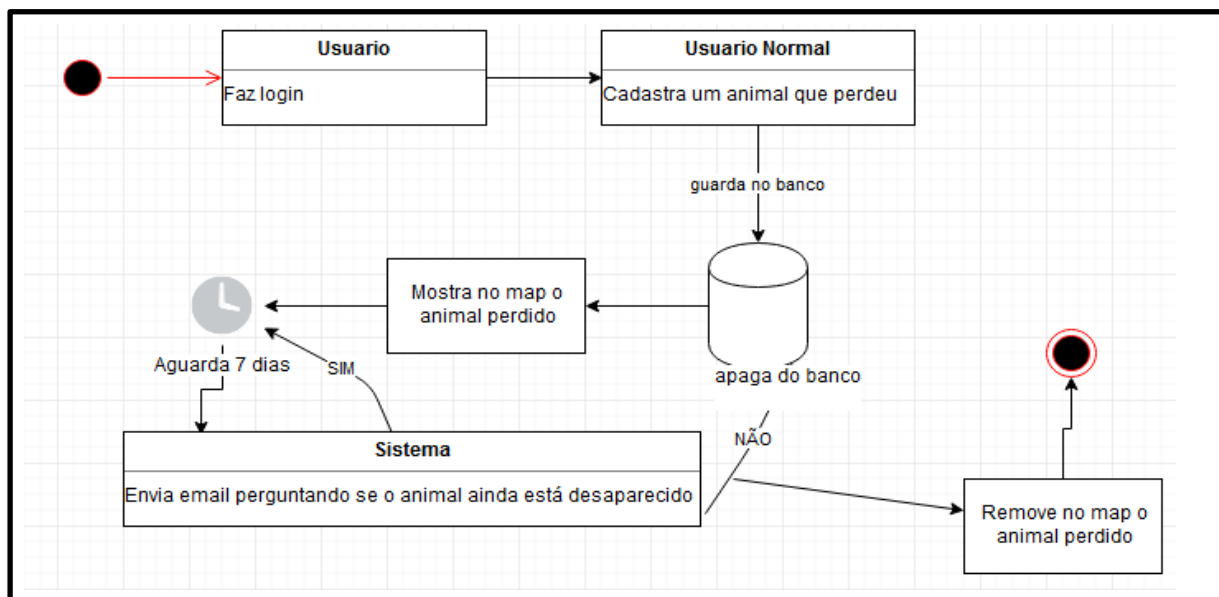 Usuario
Faz login
Usuario Normal
Cadastra um animal que perdeu
guarda no banco
Mostra no map o
animal perdido
Aguarda 7 dias
SIM
apaga do banco
NÃO
Sistema
Envia email perguntando se o animal ainda está desaparecido
Remove no map o
animal perdido